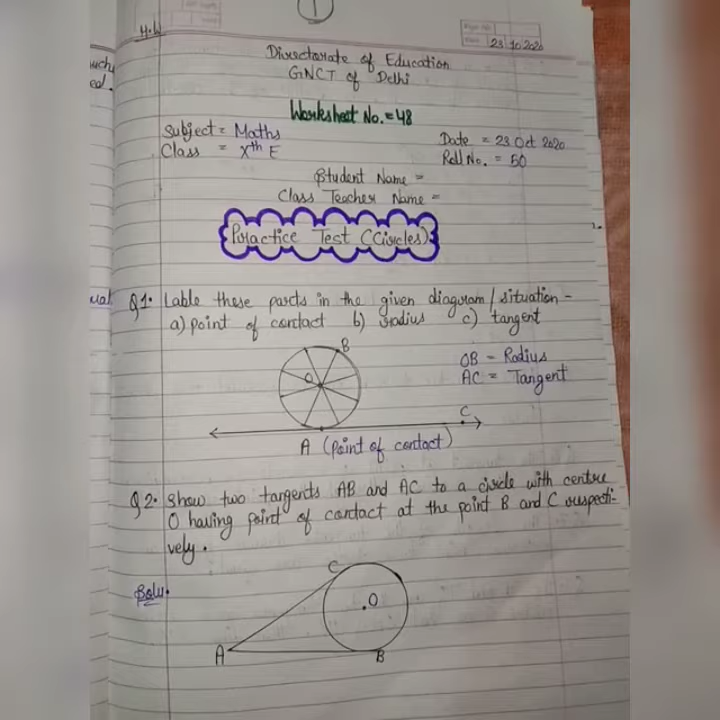 1
H.W
23 10 2020
Directorate of Education
GNCT of Delhi
Worksheet No. = 48
Subject = Maths
Date = 23 Oct 2020
Class = Xth E
Roll No. = 50
Student Name =
Class Teacher Name =
Practice Test (Circles):
Q1. Lable these parts in the given diagram / situation -
a) point of contact b) radius c) tangent
B
O
OB = Radius
AC = Tangent
C
A (Point of contact)
Q2. Show two tangents AB and AC to a circle with centre
O having point of contact at the point B and C respecti-
vely.
Solu.
C
O
A
B